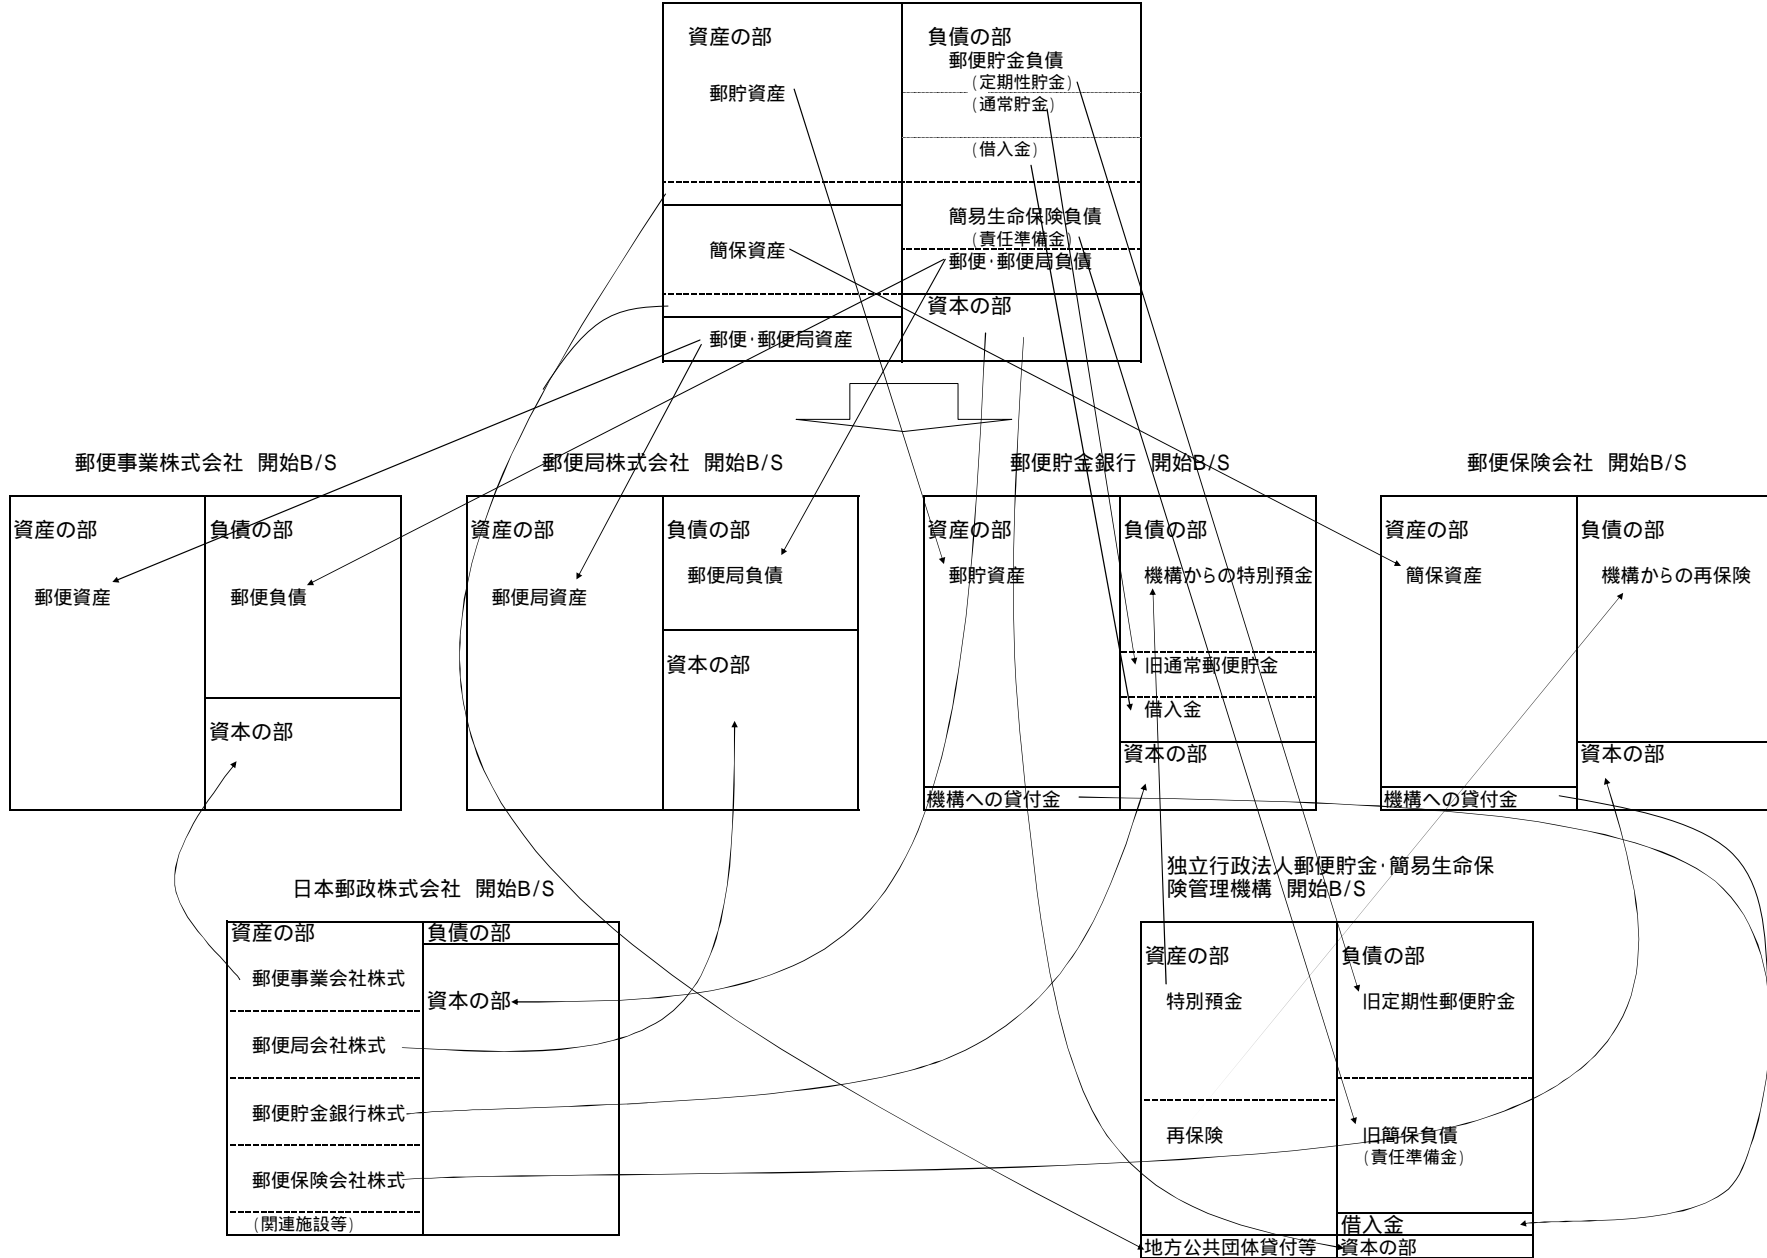 資産の部
郵貯資産
簡保資産
郵便・郵便局資産
負債の部
郵便貯金負債
(定期性貯金)
(通常貯金)
(借入金)
簡易生命保険負債
(責任準備金)
郵便・郵便局負債
資本の部
郵便事業株式会社 開始B/S
資産の部
郵便資産
負債の部
郵便負債
資本の部
郵便局株式会社 開始B/S
資産の部
郵便局資産
負債の部
郵便局負債
資本の部
郵便貯金銀行 開始B/S
資産の部
郵貯資産
機構への貸付金
負債の部
機構からの特別預金
旧通常郵便貯金
借入金
資本の部
郵便保険会社 開始B/S
資産の部
簡保資産
機構への貸付金
負債の部
機構からの再保険
資本の部
日本郵政株式会社 開始B/S
資産の部
郵便事業会社株式
郵便局会社株式
郵便貯金銀行株式
郵便保険会社株式
(関連施設等)
負債の部
資本の部
独立行政法人郵便貯金・簡易生命保
険管理機構 開始B/S
資産の部
特別預金
再保険
地方公共団体貸付等
負債の部
旧定期性郵便貯金
旧簡保負債
(責任準備金)
借入金
資本の部